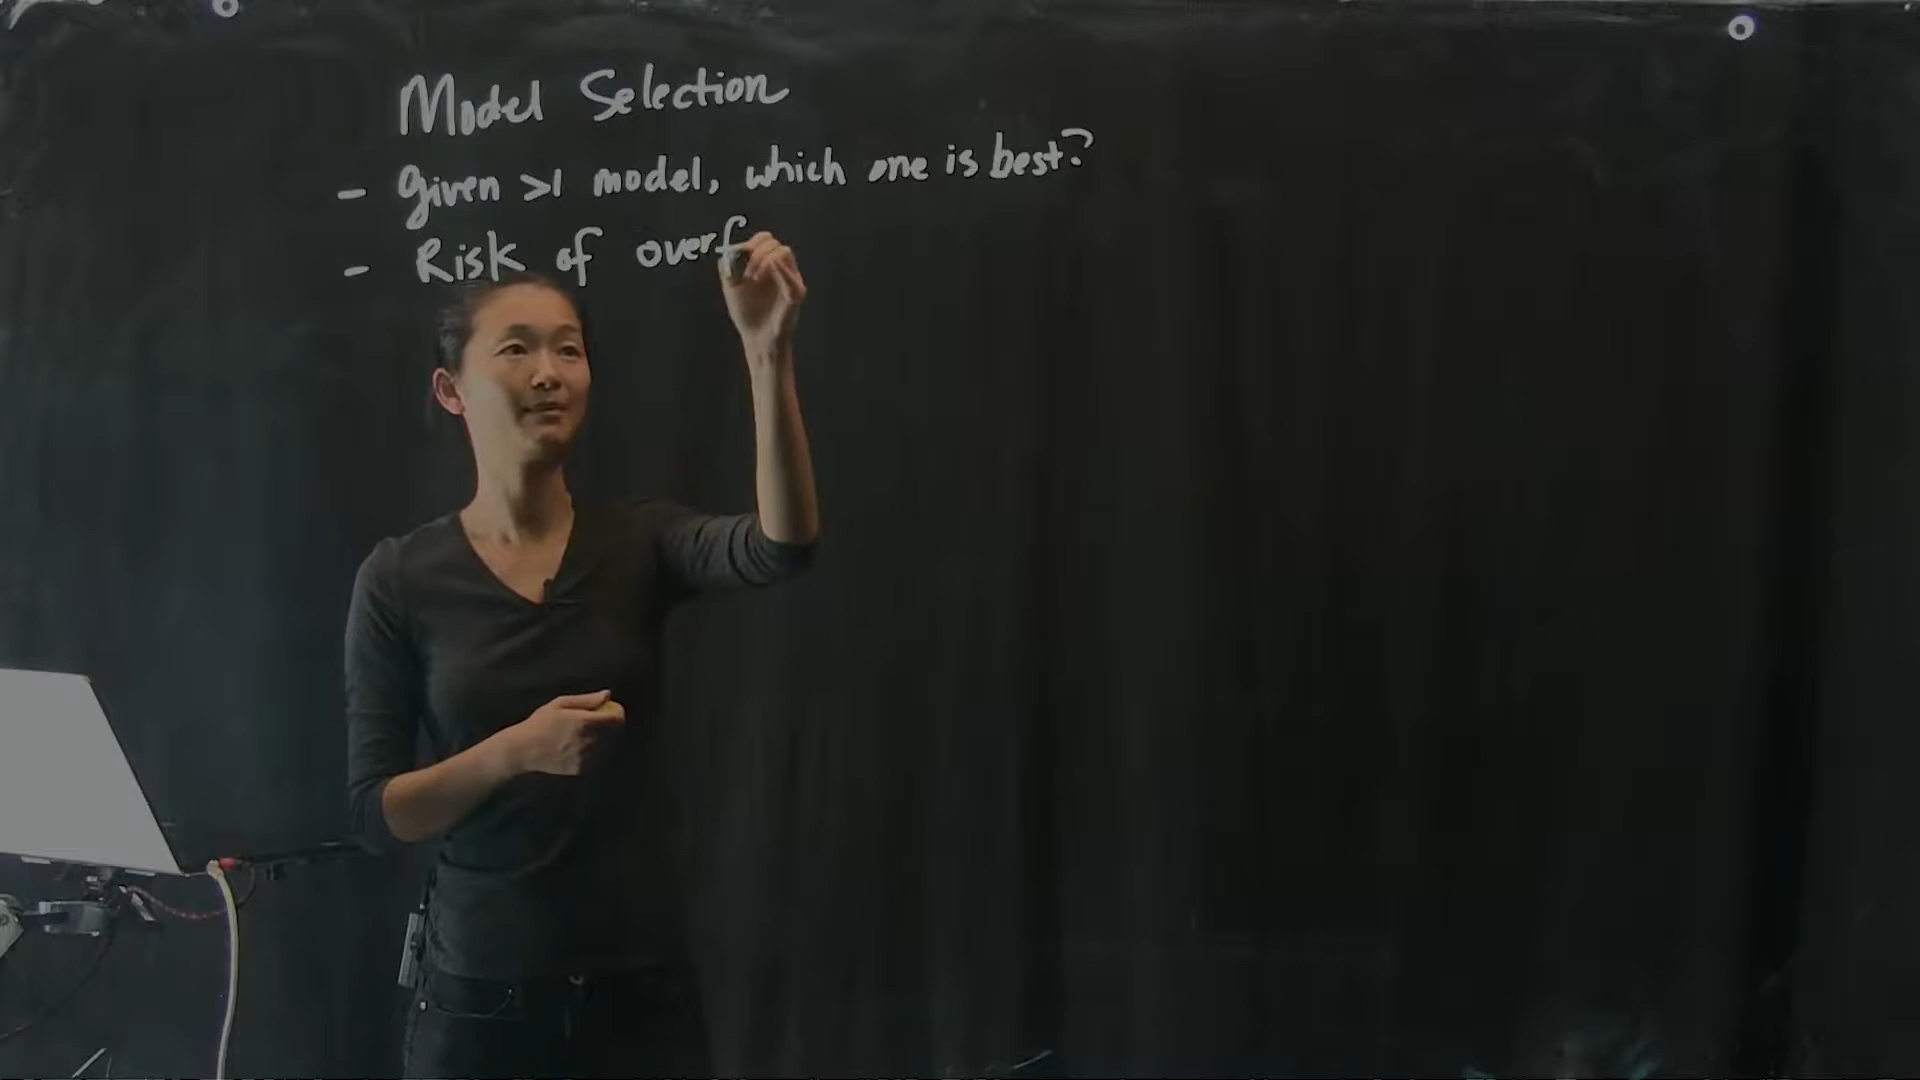 Model Selection
- Given >1 model, which one is best?
- Risk of overf